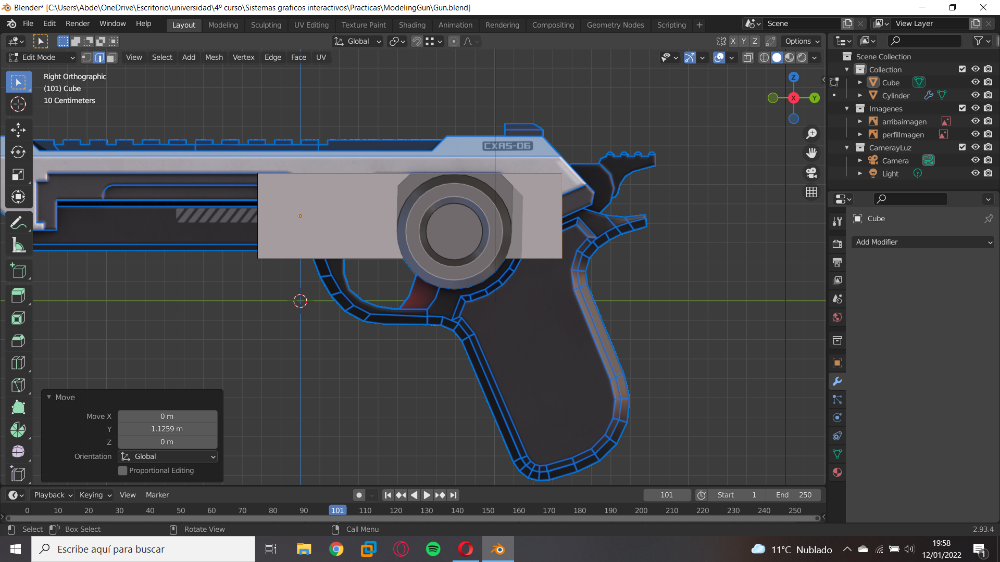 Blender* [C:\Users\Abde\OneDrive\Escritorio\universidad\4º curso\Sistemas graficos interactivos\Practicas\ModelingGun\Gun.blend]
File Edit Render Window Help Layout Modeling Sculpting UV Editing Texture Paint Shading Animation Rendering Compositing Geometry Nodes Scripting + Scene View Layer
Global X Y Z Options
Edit Mode View Select Add Mesh Vertex Edge Face UV
Right Orthographic
(101) Cube
10 Centimeters
Z
X
Y
CXAS-06
Scene Collection
Collection
Cube
Cylinder
Imagenes
arribaimagen
perfilImagen
CamerayLuz
Camera
Light
Cube
Add Modifier
Move
Move X 0 m
Y 1.1259 m
Z 0 m
Orientation Global
Proportional Editing
Playback Keying View Marker 101 Start 1 End 250
0 10 20 30 40 50 60 70 80 90 101 110 120 130 140 150 160 170 180 190 200 210 220 230 240 250
Select Box Select Rotate View Call Menu 2.93.4
Escribe aquí para buscar
11°C Nublado
19:58
12/01/2022
1